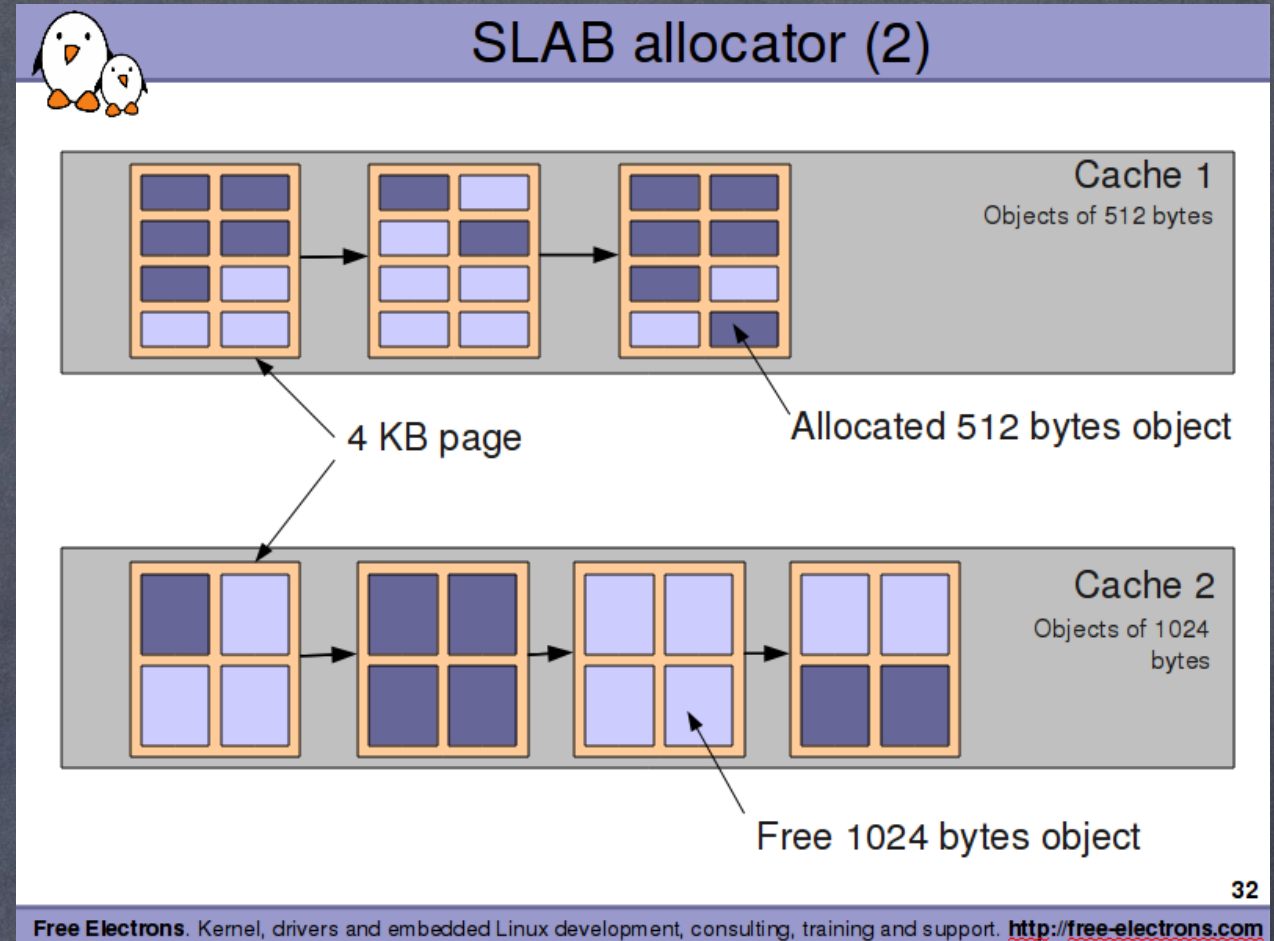 SLAB allocator (2)
Cache 1
Objects of 512 bytes
4 KB page
Allocated 512 bytes object
Cache 2
Objects of 1024
bytes
Free 1024 bytes object
32
Free Electrons. Kernel, drivers and embedded Linux development, consulting, training and support. http://free-electrons.com